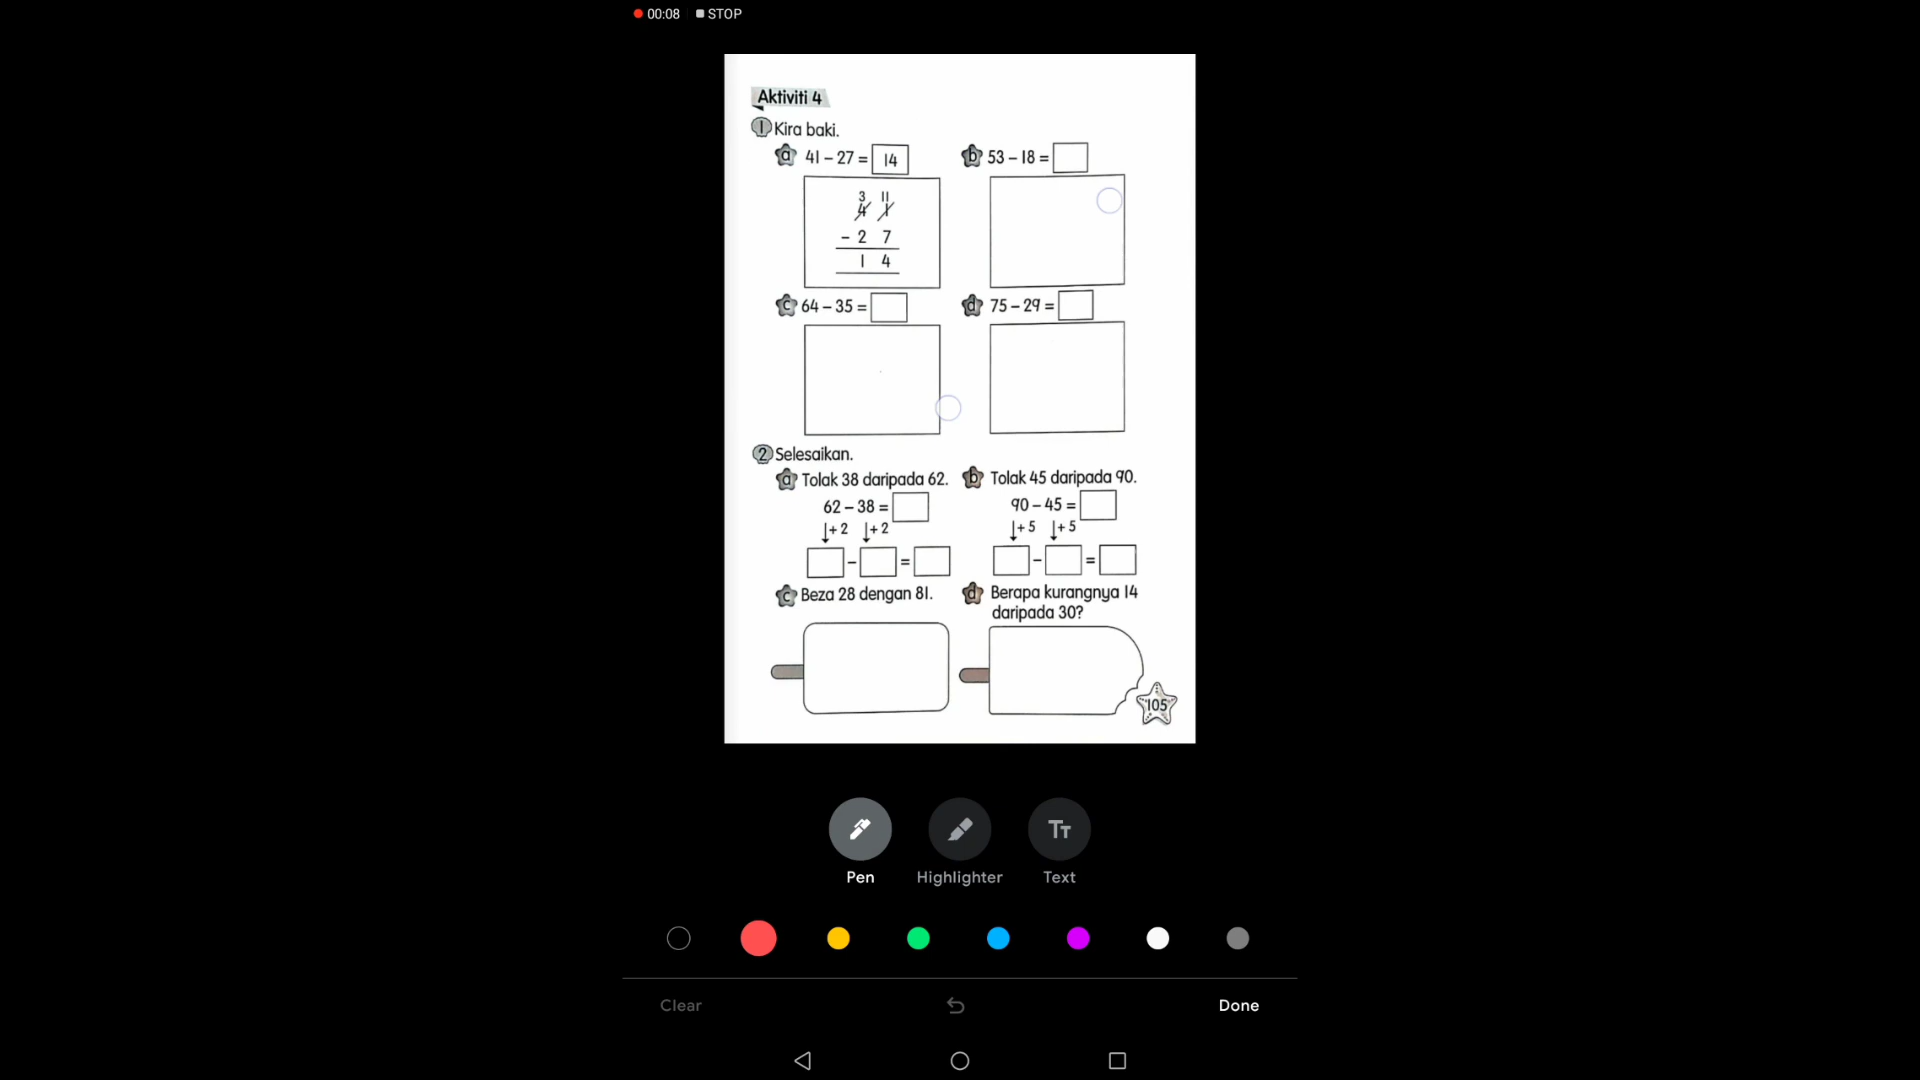 00:08 STOP
Aktiviti 4
1 Kira baki.
a 41 – 27 = 14
b 53 – 18 =
3 11
4 1
– 2 7
1 4
c 64 – 35 =
d 75 – 29 =
2 Selesaikan.
a Tolak 38 daripada 62.
62 – 38 =
+ 2 + 2
– =
b Tolak 45 daripada 90.
90 – 45 =
+ 5 + 5
– =
c Beza 28 dengan 81.
d Berapa kurangnya 14
daripada 30?
105
Pen Highlighter Text
Clear Done